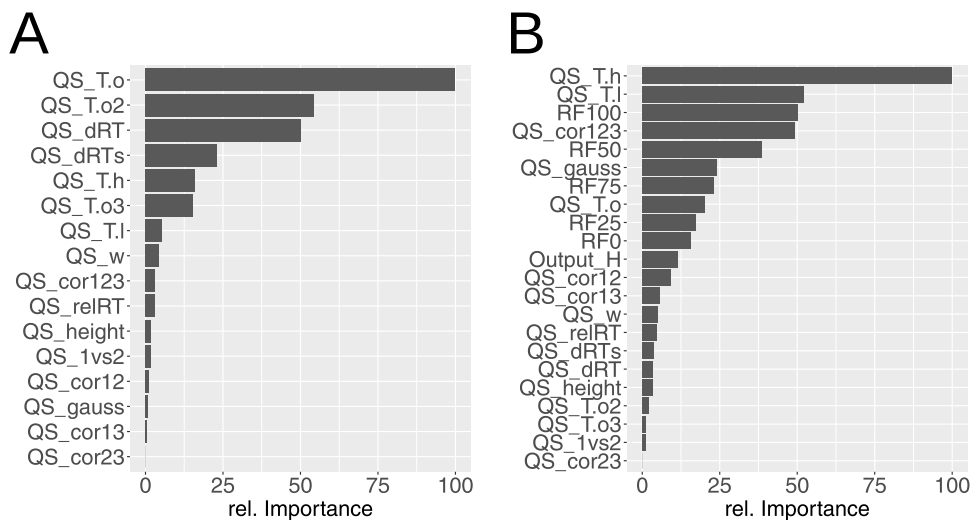 A
QS_T.o
QS_T.o2
QS_dRT
QS_dRTs
QS_T.h
QS_T.o3
QS_T.l
QS_w
QS_cor123
QS_relRT
QS_height
QS_1vs2
QS_cor12
QS_gauss
QS_cor13
QS_cor23
0 25 50 75 100
rel. Importance
B
QS_T.h
QS_T.l
RF100
QS_cor123
RF50
QS_gauss
RF75
QS_T.o
RF25
RF0
Output_H
QS_cor12
QS_cor13
QS_w
QS_relRT
QS_dRTs
QS_dRT
QS_height
QS_T.o2
QS_T.o3
QS_1vs2
QS_cor23
0 25 50 75 100
rel. Importance